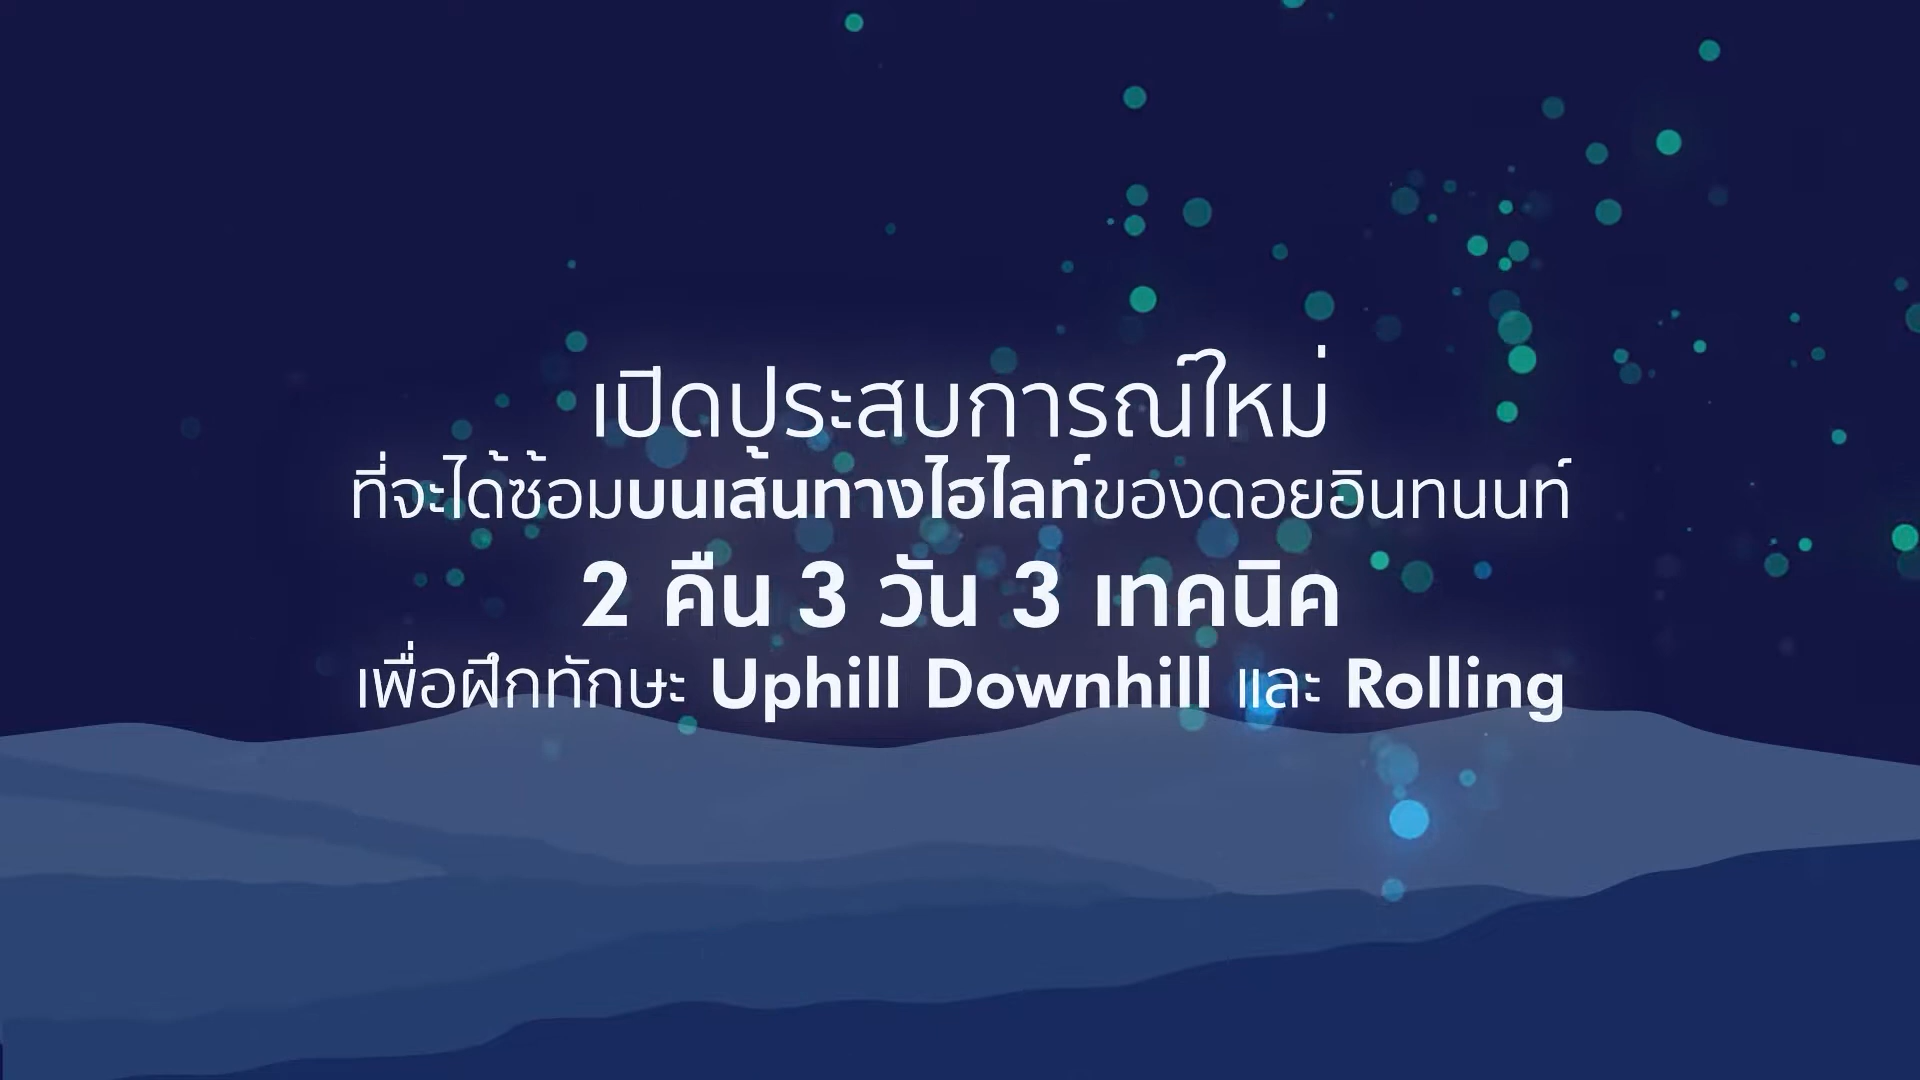 เปิดประสบการณ์ใหม่
ที่จะได้ซ้อมบนเส้นทางไฮไลท์ของดอยอินทนนท์
2 คืน 3 วัน 3 เทคนิค
เพื่อฝึกทักษะ Uphill Downhill และ Rolling